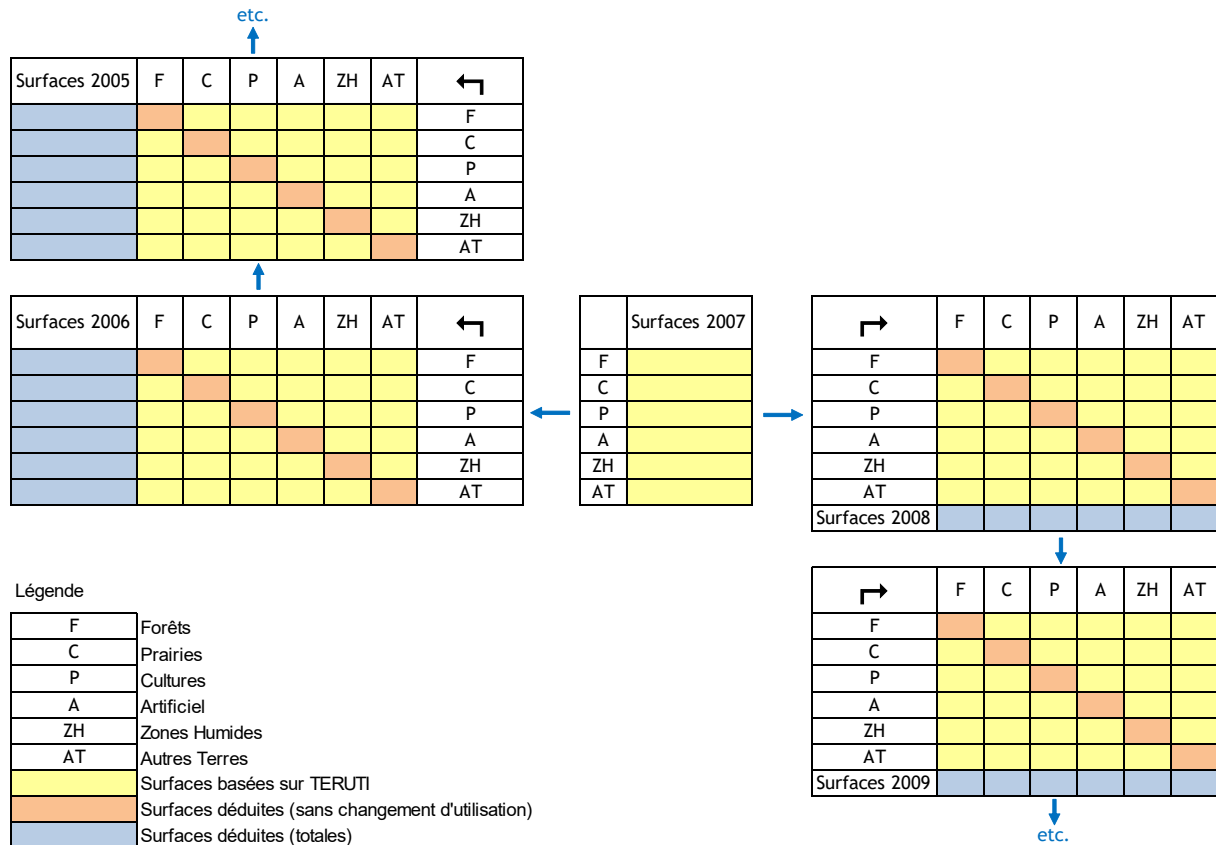 etc.
Surfaces 2005 F C P A ZH AT
F
C
P
A
ZH
AT
Surfaces 2006 F C P A ZH AT
F
C
P
A
ZH
AT
Surfaces 2007
F
C
P
A
ZH
AT
F C P A ZH AT
F
C
P
A
ZH
AT
Surfaces 2008
F C P A ZH AT
F
C
P
A
ZH
AT
Surfaces 2009
etc.
Légende
F Forêts
C Prairies
P Cultures
A Artificiel
ZH Zones Humides
AT Autres Terres
Surfaces basées sur TERUTI
Surfaces déduites (sans changement d'utilisation)
Surfaces déduites (totales)